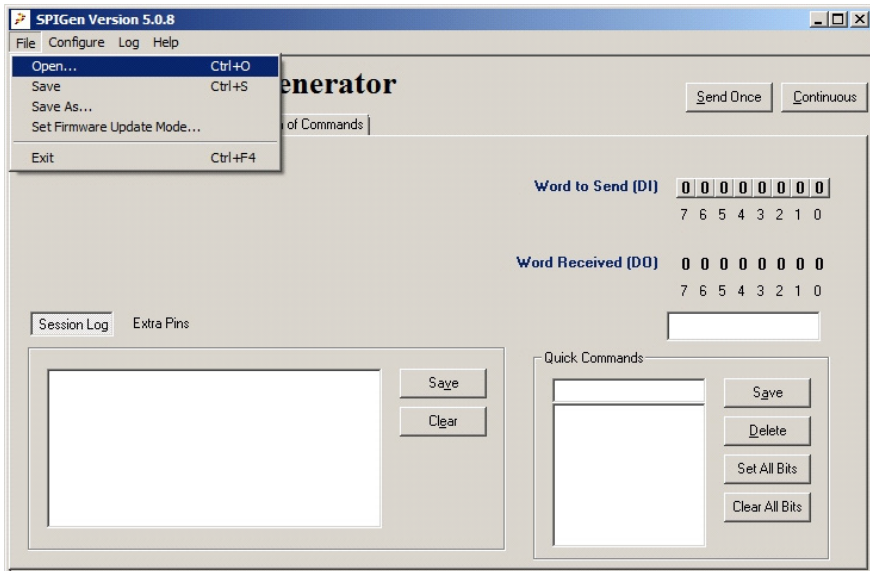 SPIGen Version 5.0.8
File Configure Log Help
Open... Ctrl+O
Save Ctrl+S
Save As...
Set Firmware Update Mode...
Exit Ctrl+F4
enerator
Send Once Continuous
of Commands
Word to Send (DI) 0 0 0 0 0 0 0 0
7 6 5 4 3 2 1 0
Word Received (DO) 0 0 0 0 0 0 0 0
7 6 5 4 3 2 1 0
Session Log Extra Pins
Quick Commands
Save
Clear
Save
Delete
Set All Bits
Clear All Bits